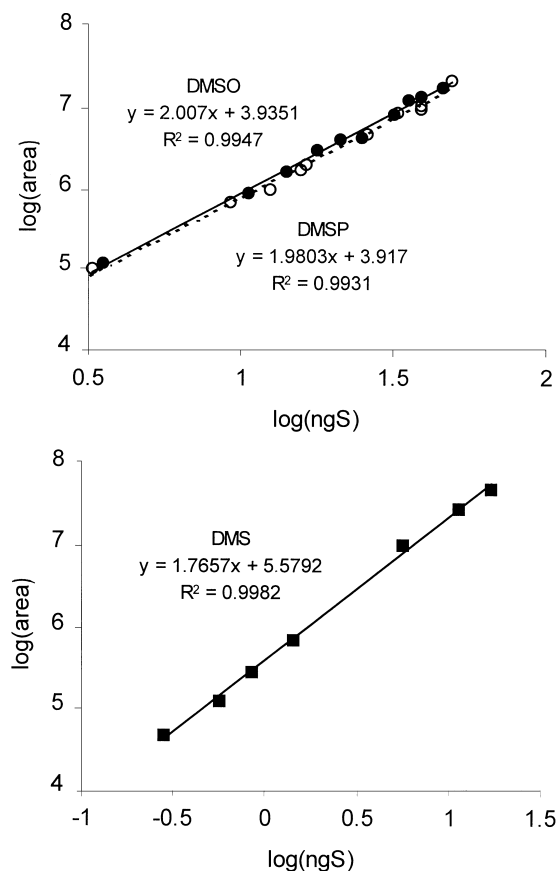 8
7
6
5
4
log(area)
DMSO
y = 2.007x + 3.9351
R² = 0.9947
DMSP
y = 1.9803x + 3.917
R² = 0.9931
0.5 1 1.5 2
log(ngS)
8
7
6
5
4
log(area)
DMS
y = 1.7657x + 5.5792
R² = 0.9982
-1 -0.5 0 0.5 1 1.5
log(ngS)